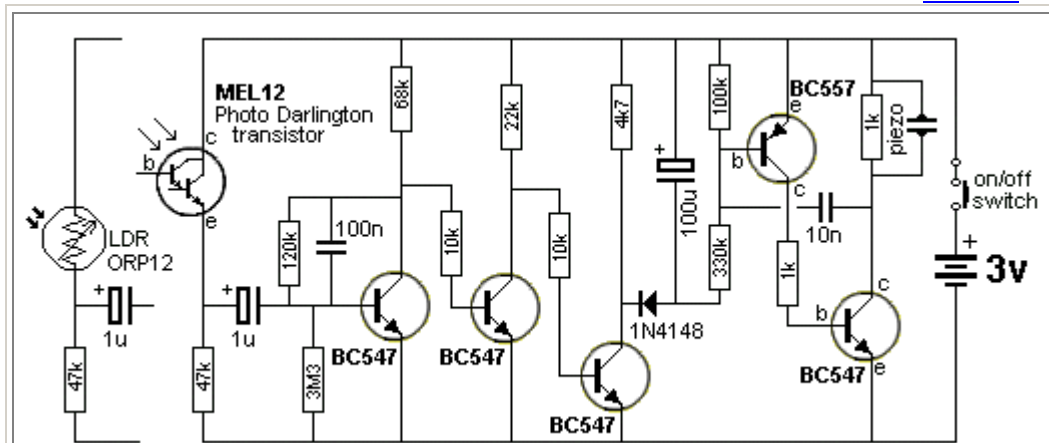 MEL12
Photo Darlington
transistor
c
b
e
LDR
ORP12
+
1u
47k
+
1u
47k
120k
100n
3M3
68k
10k
BC547
22k
10k
BC547
4k7
BC547
+
100u
1N4148
100k
330k
BC557
e
b
c
1k
10n
1k
piezo
b
c
e
BC547
on/off
switch
+
3v